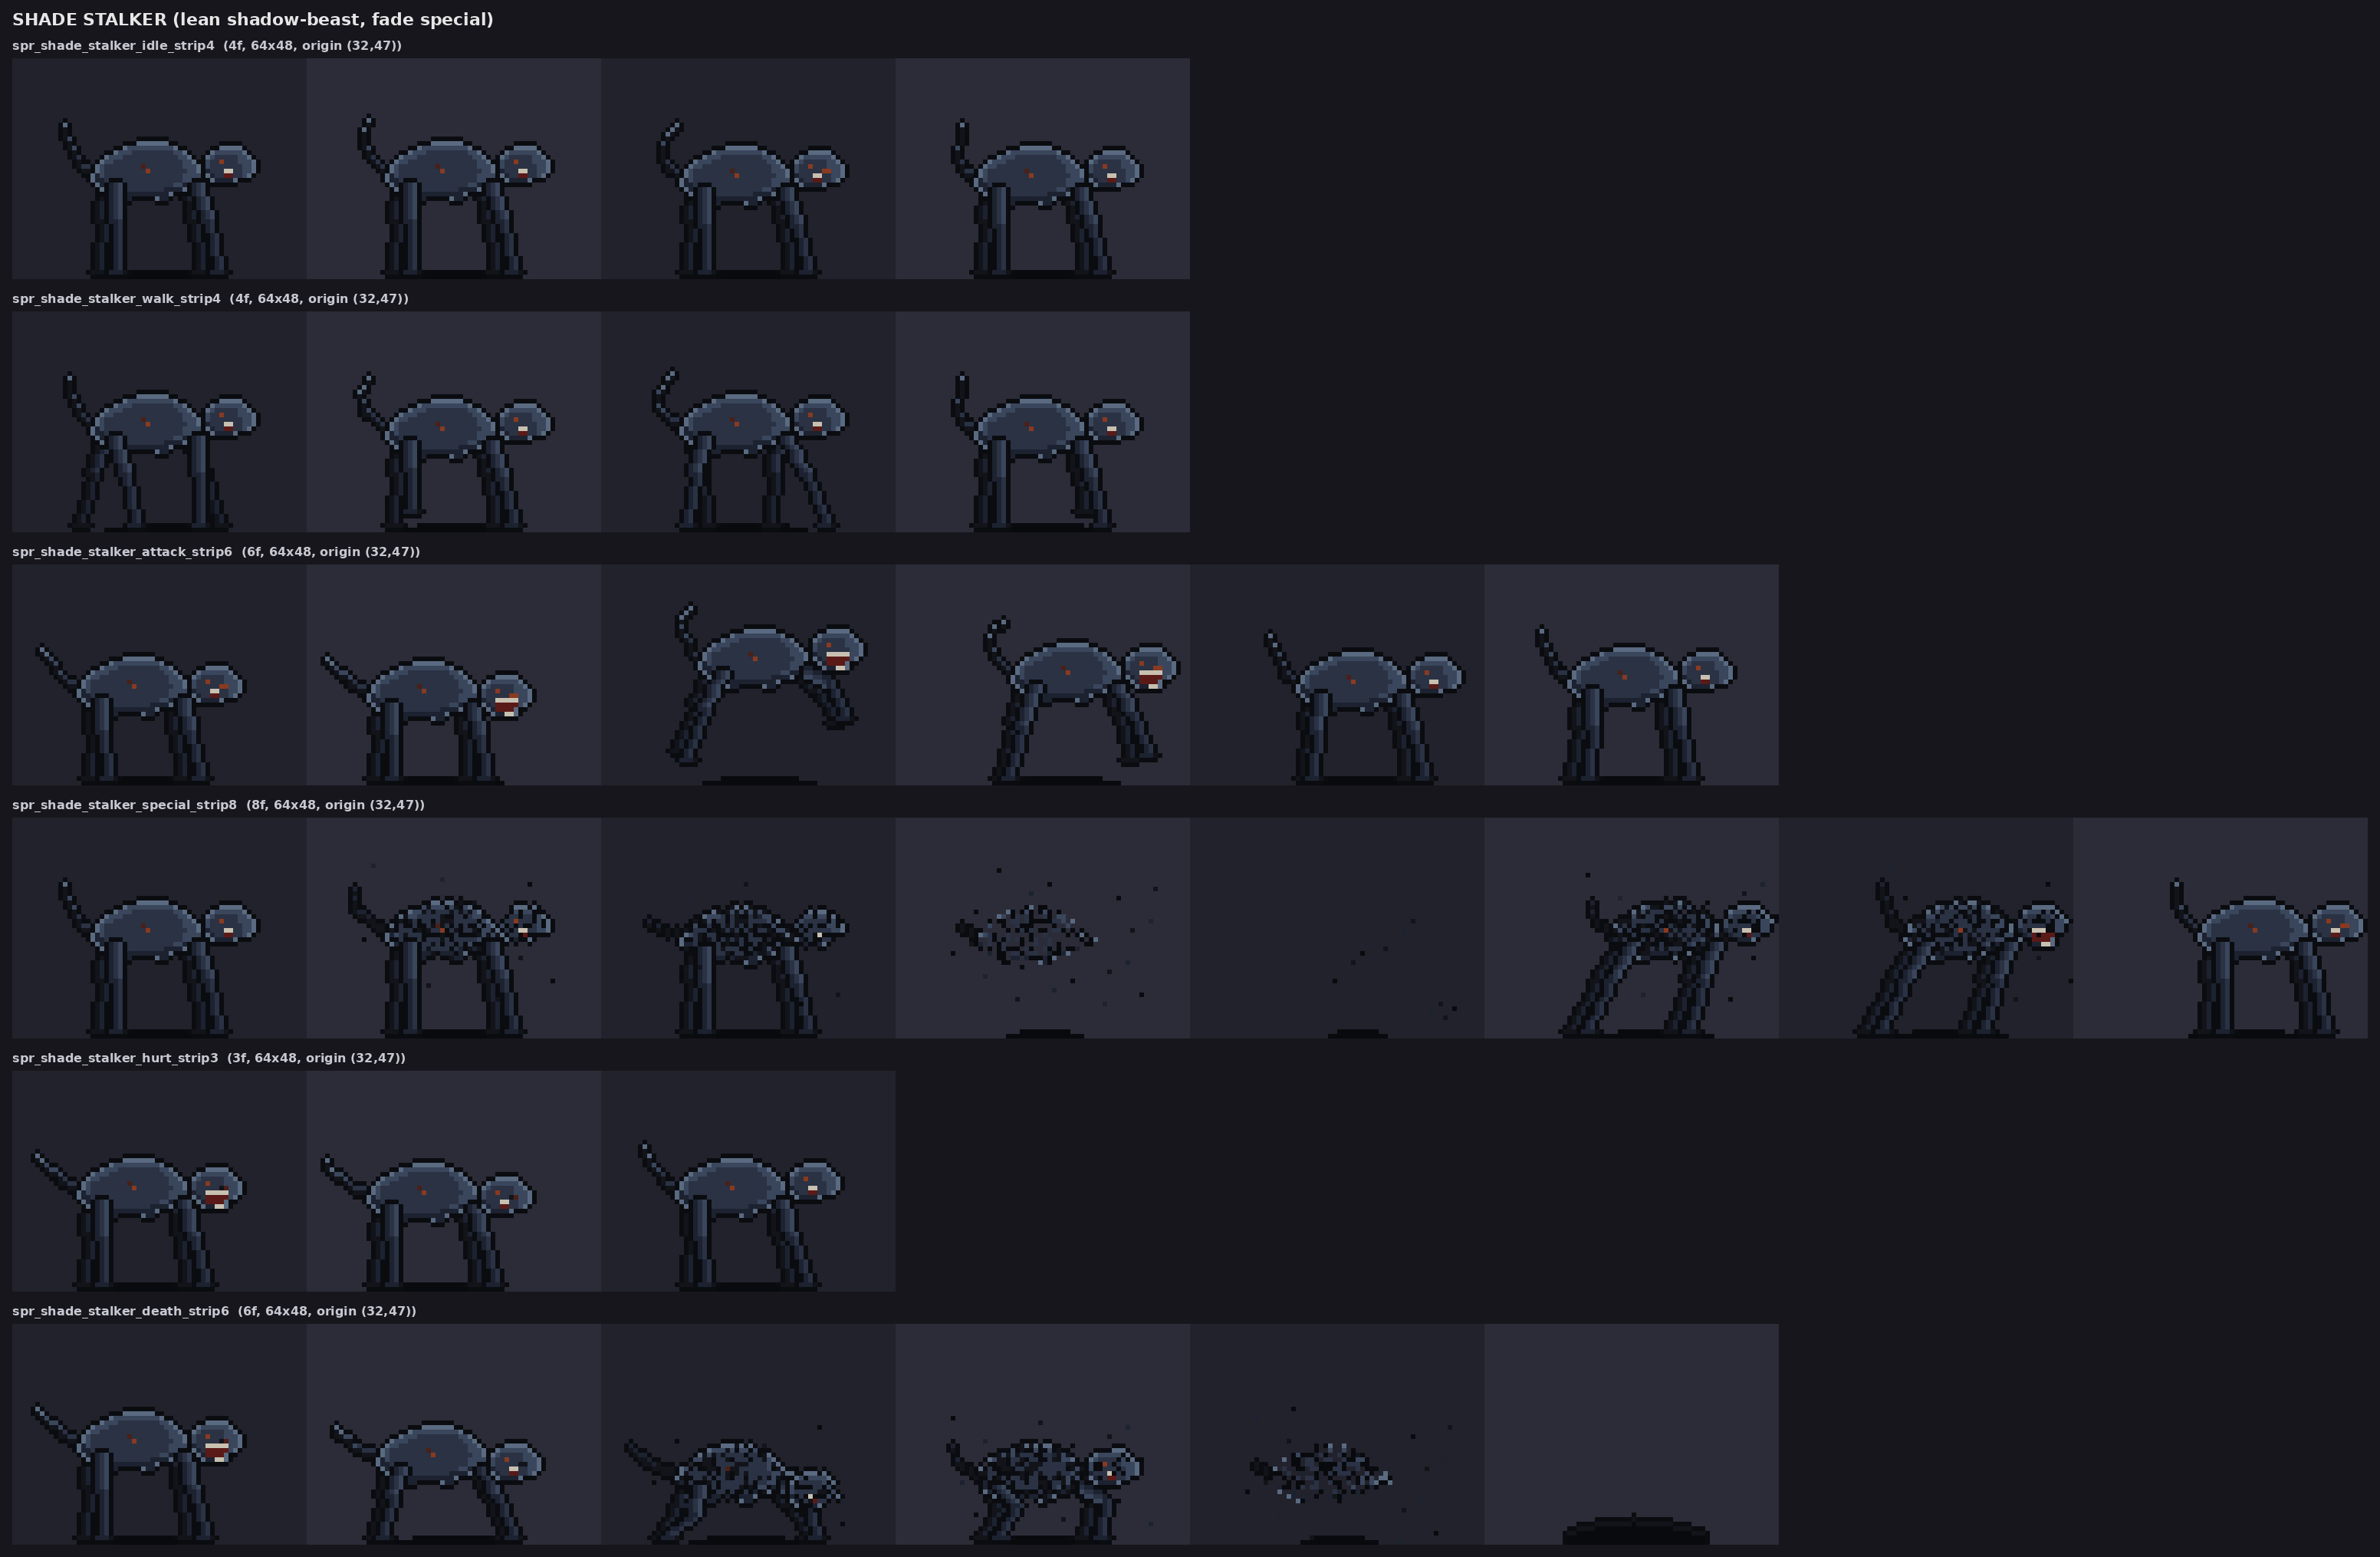 SHADE STALKER (lean shadow-beast, fade special)
spr_shade_stalker_idle_strip4 (4f, 64x48, origin (32,47))
spr_shade_stalker_walk_strip4 (4f, 64x48, origin (32,47))
spr_shade_stalker_attack_strip6 (6f, 64x48, origin (32,47))
spr_shade_stalker_special_strip8 (8f, 64x48, origin (32,47))
spr_shade_stalker_hurt_strip3 (3f, 64x48, origin (32,47))
spr_shade_stalker_death_strip6 (6f, 64x48, origin (32,47))